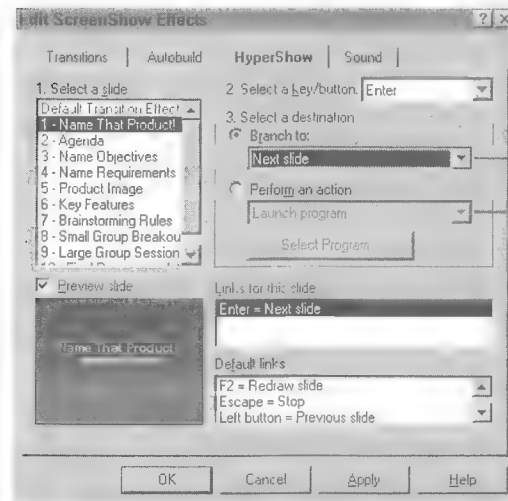 Edit ScreenShow Effects
Transitions Autobuild HyperShow Sound
1. Select a slide
Default Transition Effect
1 - Name That Product!
2 - Agenda
3 - Name Objectives
4 - Name Requirements
5 - Product Image
6 - Key Features
7 - Brainstorming Rules
8 - Small Group Breakou
9 - Large Group Session
2 Select a key/button. Enter
3. Select a destination
Branch to:
Next slide
Perform an action
Launch program
Select Program
Preview slide
Name That Product!
Links for this slide
Enter = Next slide
Default links
F2 = Redraw slide
Escape = Stop
Left button = Previous slide
OK Cancel Apply Help